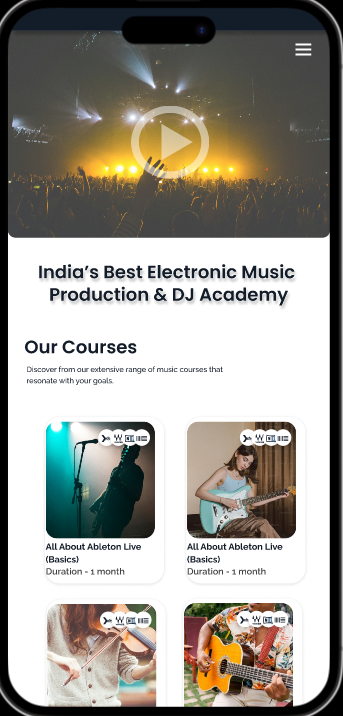 India's Best Electronic Music
Production & DJ Academy
Our Courses
Discover from our extensive range of music courses that
resonate with your goals.
All About Ableton Live
(Basics)
Duration - 1 month
All About Ableton Live
(Basics)
Duration - 1 month